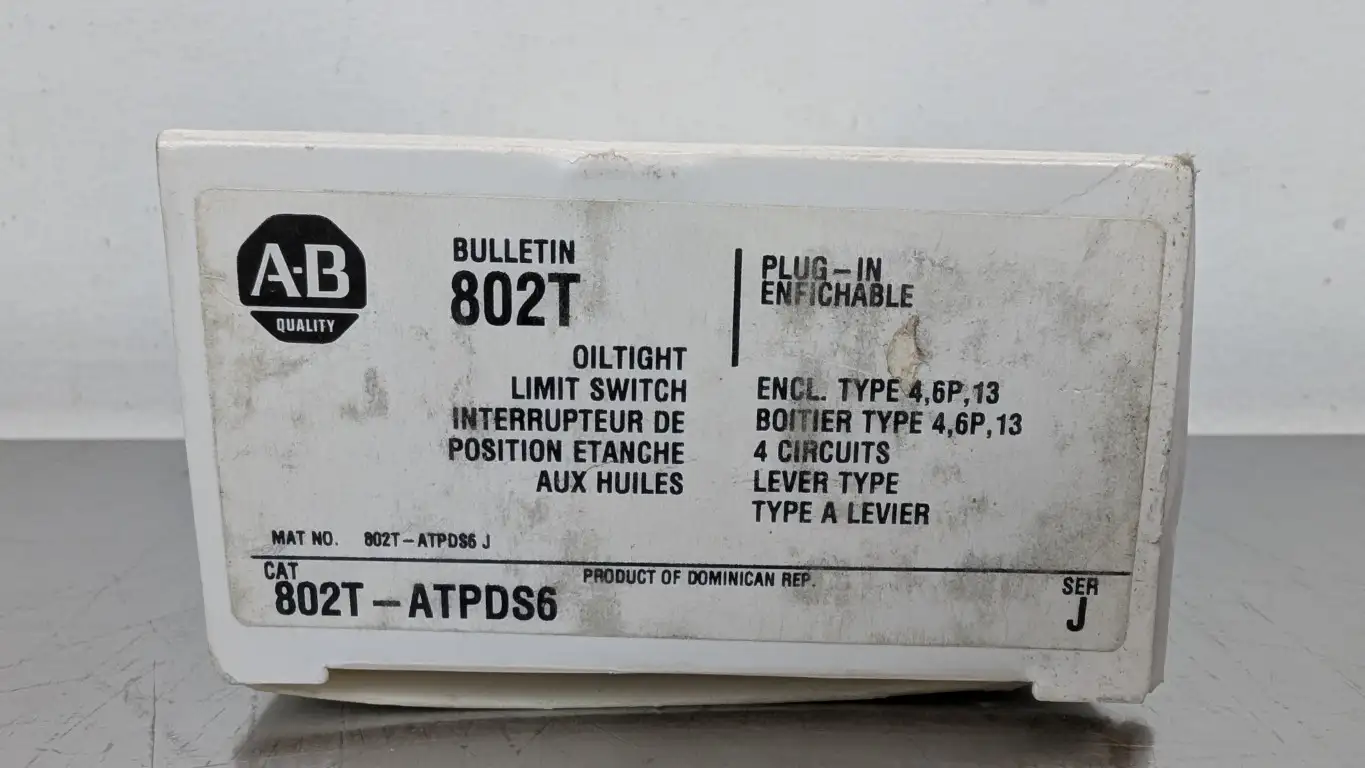 A-B
QUALITY
BULLETIN
802T
OILTIGHT
LIMIT SWITCH
INTERRUPTEUR DE
POSITION ETANCHE
AUX HUILES
PLUG-IN
ENFICHABLE
ENCL. TYPE 4,6P,13
BOITIER TYPE 4,6P,13
4 CIRCUITS
LEVER TYPE
TYPE A LEVIER
MAT NO. 802T-ATPDS6 J
CAT
802T-ATPDS6
PRODUCT OF DOMINICAN REP.
SER
J